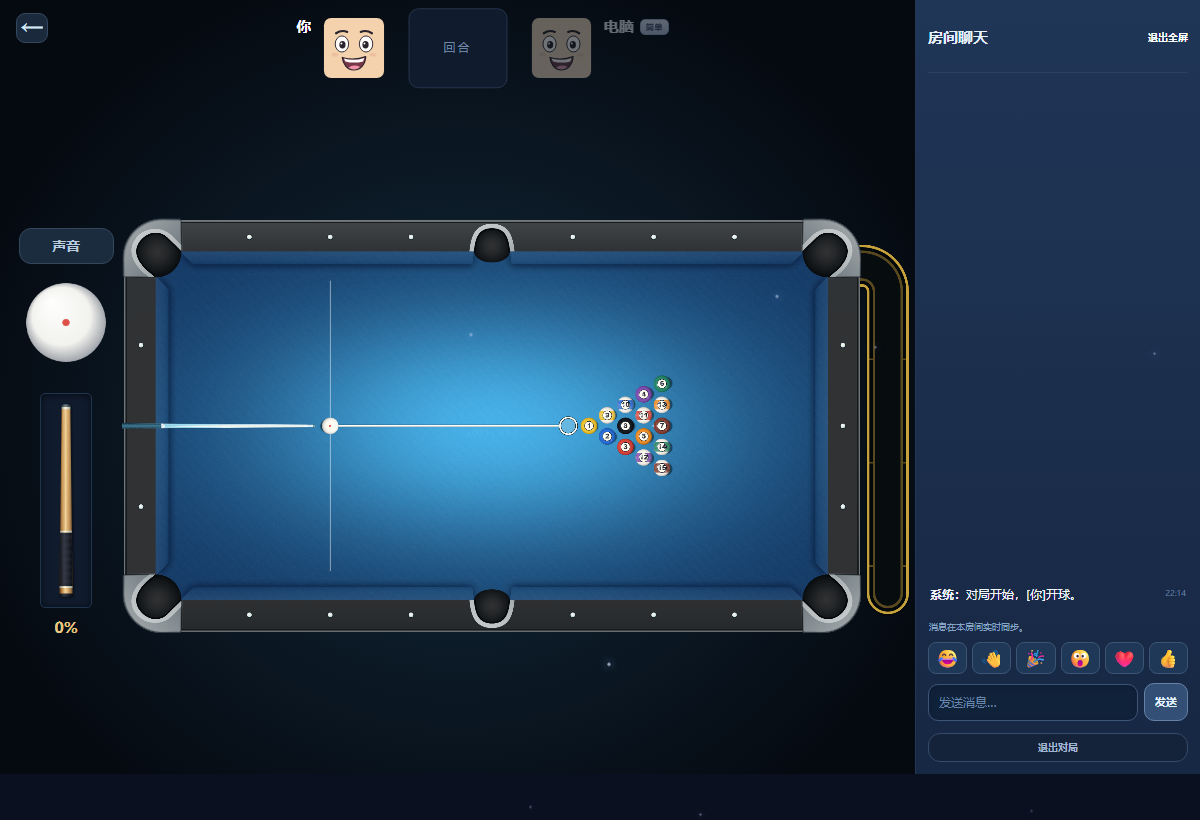 你
回合
电脑 简单
房间聊天
退出全屏
声音
0%
系统: 对局开始，[你]开球。
22:14
消息在本房间实时同步。
发送消息...
发送
退出对局